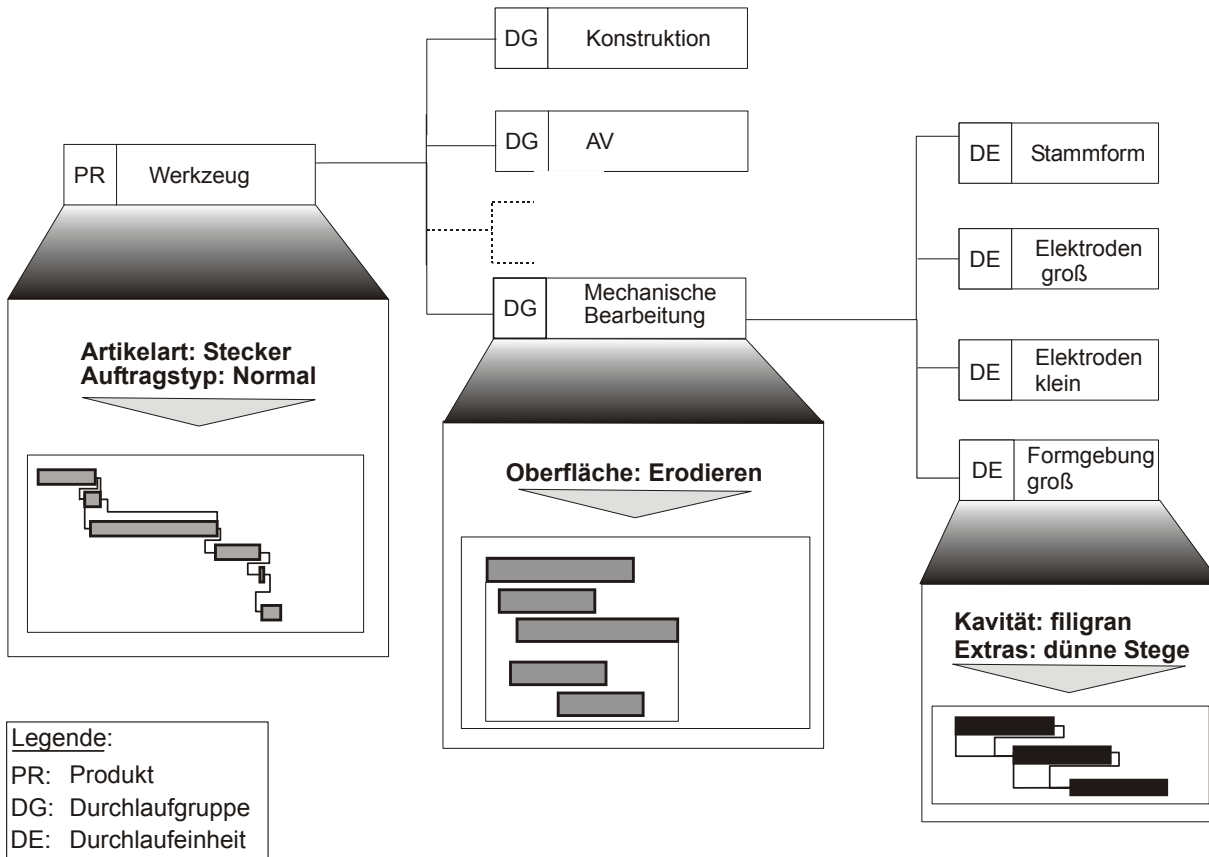 DG Konstruktion
DG AV
PR Werkzeug
DE Stammform
DE Elektroden
groß
DG Mechanische
Bearbeitung
DE Elektroden
klein
DE Formgebung
groß
Artikelart: Stecker
Auftragstyp: Normal
Oberfläche: Erodieren
Kavität: filigran
Extras: dünne Stege
Legende:
PR: Produkt
DG: Durchlaufgruppe
DE: Durchlaufeinheit